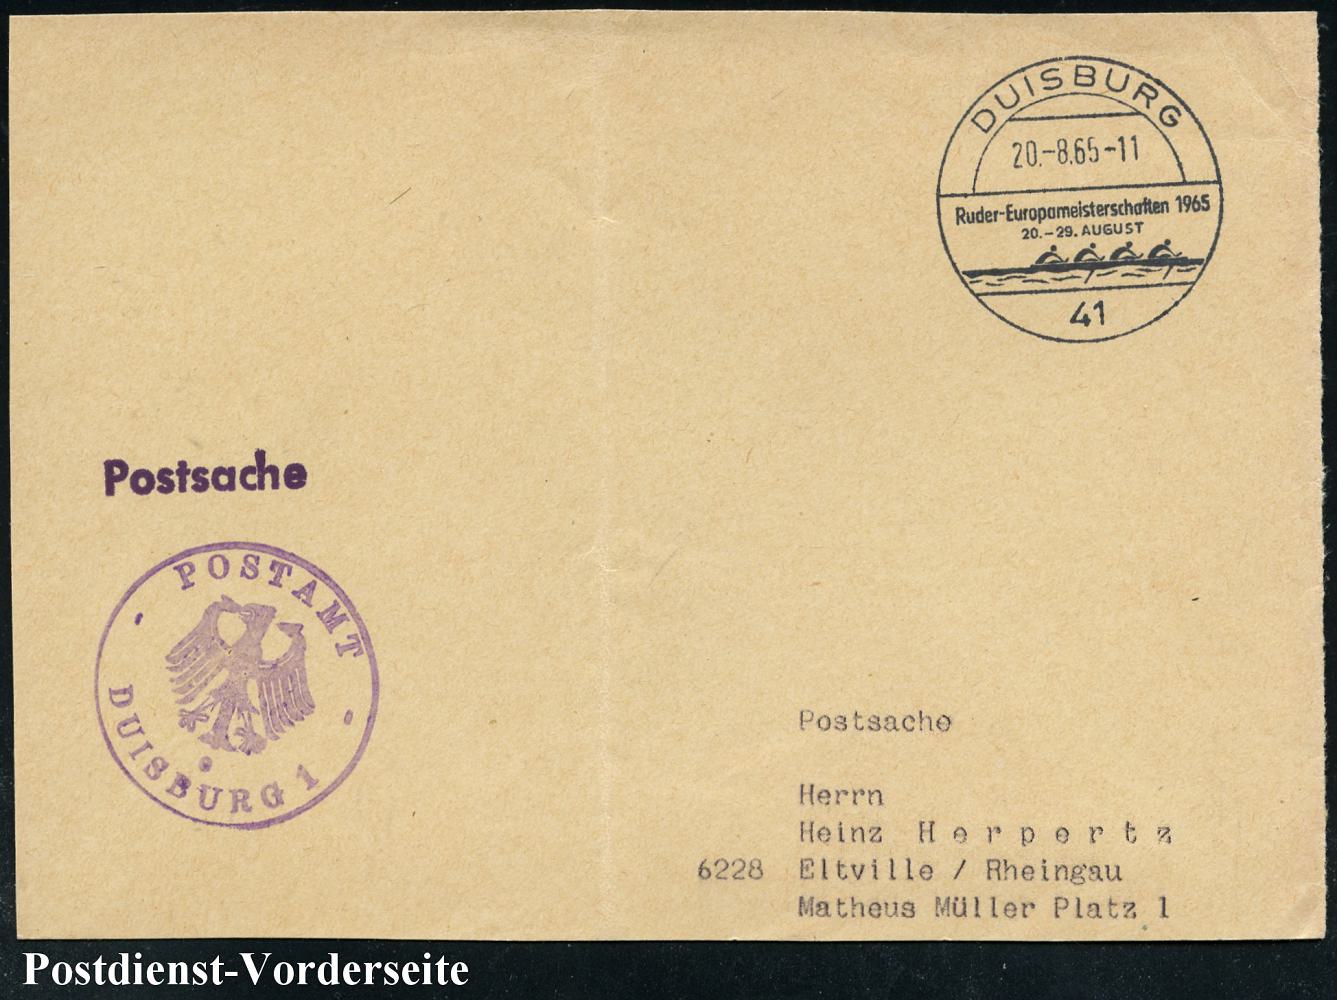 DUISBURG
20.-8.65-11
Ruder-Europameisterschaften 1965
20.-29. AUGUST
41
Postsache
- POSTAMT -
DUISBURG 1
Postsache
Herrn
Heinz H e r p e r t z
6228 Eltville / Rheingau
Matheus Müller Platz 1
Postdienst-Vorderseite